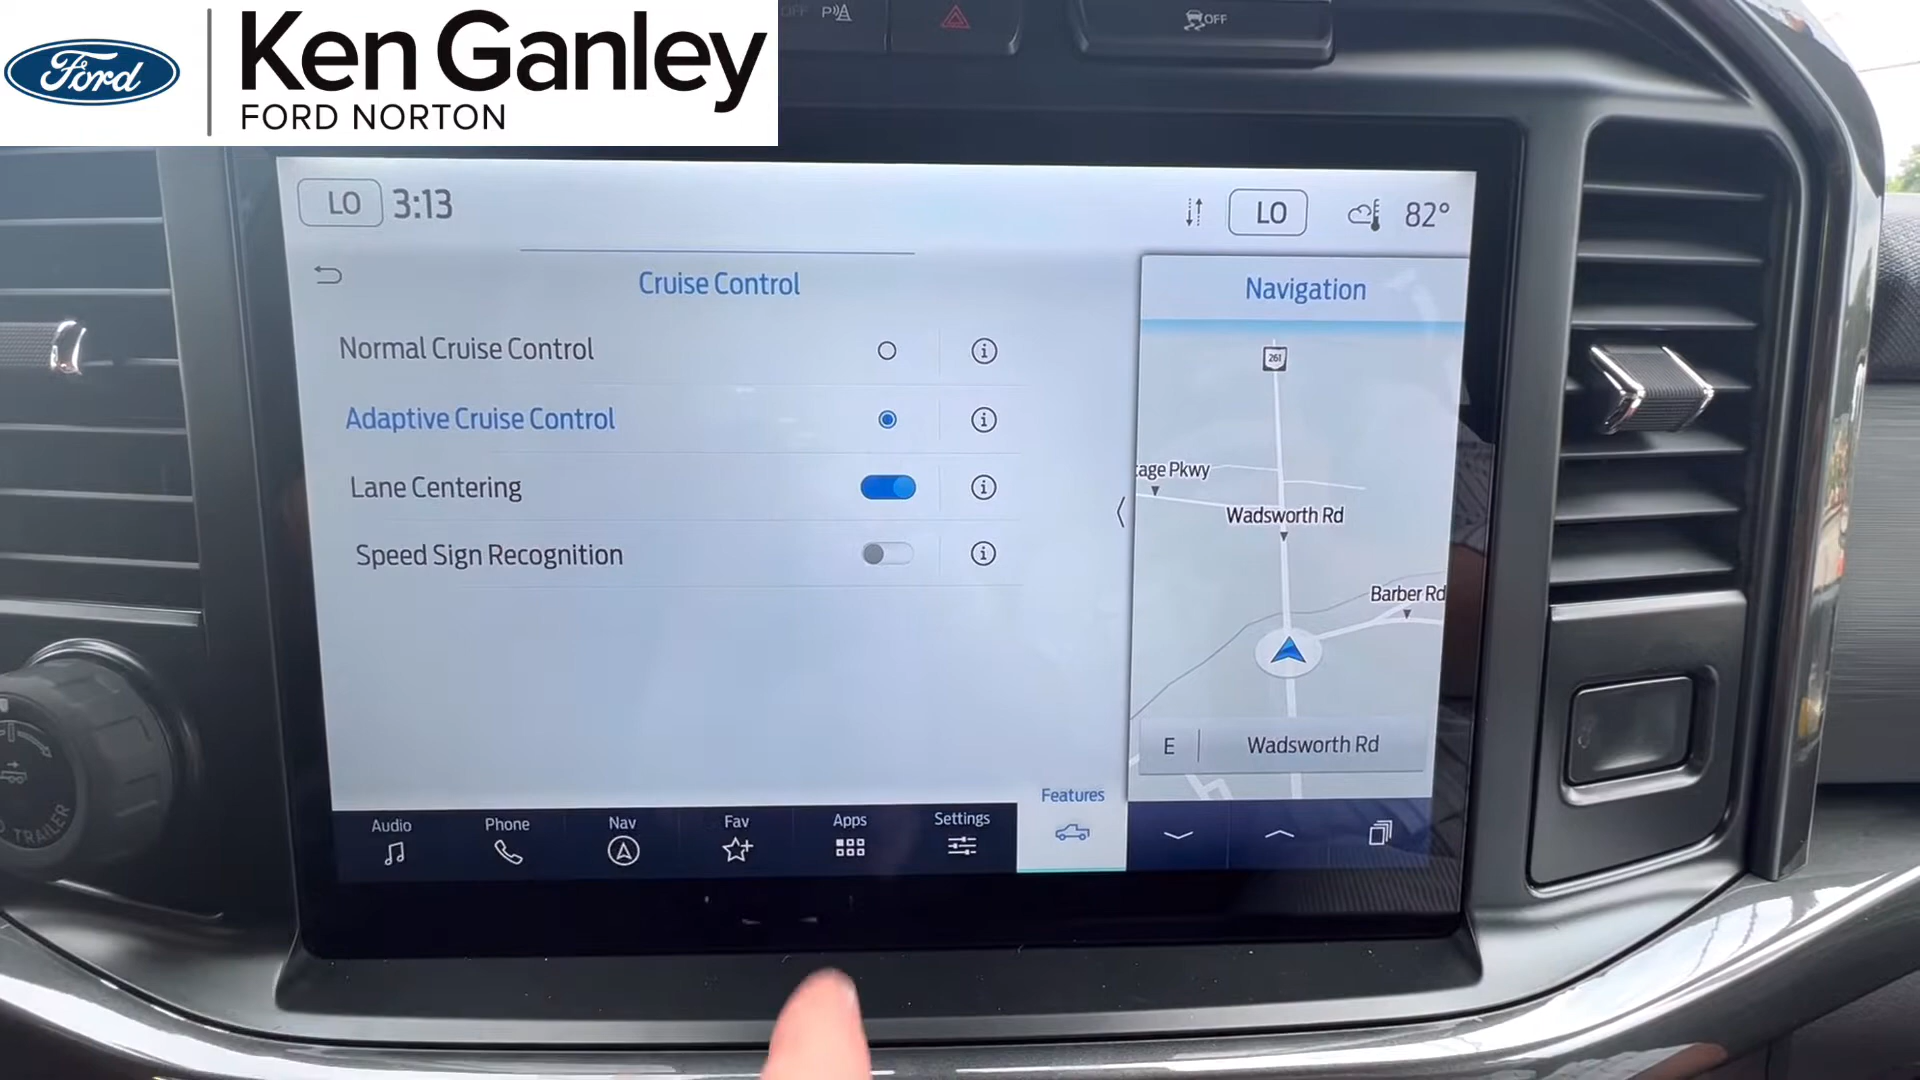 Ford
Ken Ganley
FORD NORTON
OFF
P
OFF
LO
3:13
LO
82°
Cruise Control
Navigation
Normal Cruise Control
261
Adaptive Cruise Control
tage Pkwy
Lane Centering
Wadsworth Rd
Speed Sign Recognition
Barber Rd
E
Wadsworth Rd
Features
Audio
Phone
Nav
Fav
Apps
Settings
TRAILER